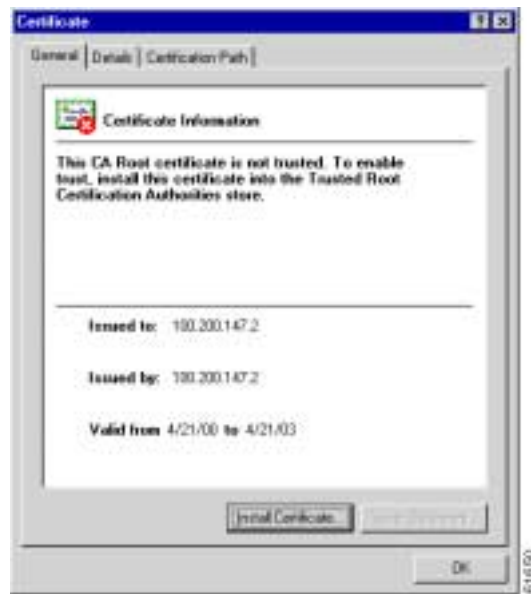 Certificate
General Details Certification Path
Certificate Information
This CA Root certificate is not trusted. To enable
trust, install this certificate into the Trusted Root
Certification Authorities store.
Issued to: 100.200.147.2
Issued by: 100.200.147.2
Valid from 4/21/00 to 4/21/03
Install Certificate...
OK
61650